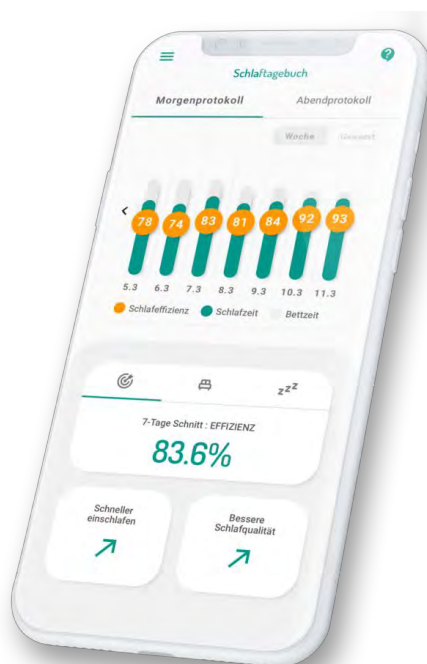 Schlaftagebuch
Morgenprotokoll Abendprotokoll
Woche Gesamt
78 74 83 81 84 92 93
5.3 6.3 7.3 8.3 9.3 10.3 11.3
Schlafeffizienz Schlafzeit Bettzeit
zzz
7-Tage Schnitt : EFFIZIENZ
83.6%
Schneller
einschlafen
Bessere
Schlafqualität